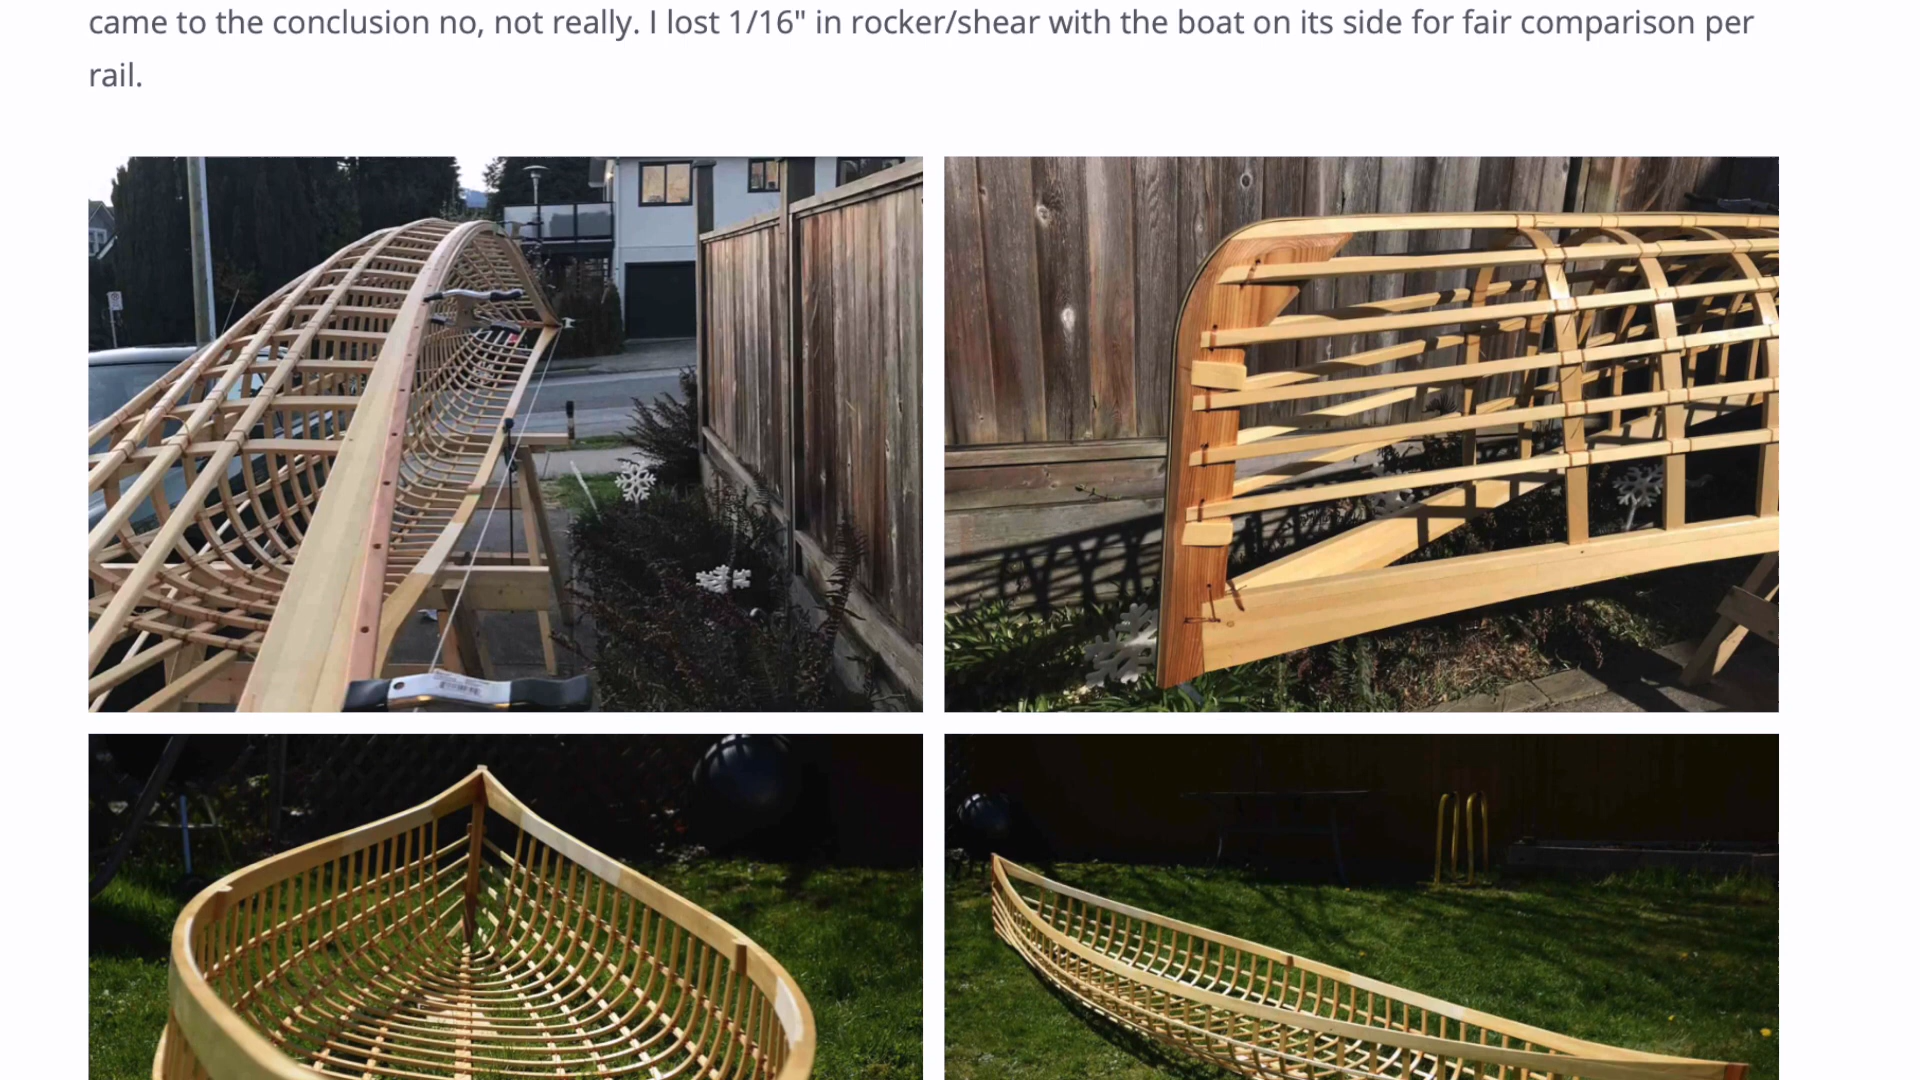 came to the conclusion no, not really. I lost 1/16" in rocker/shear with the boat on its side for fair comparison per
rail.